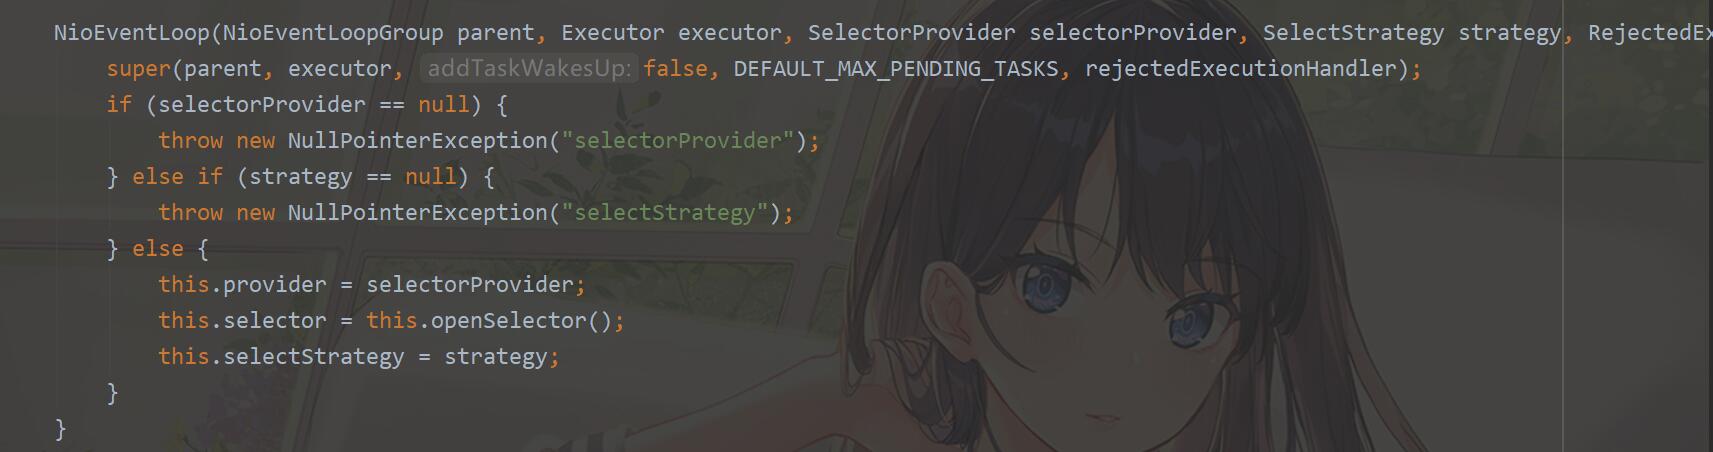 NioEventLoop(NioEventLoopGroup parent, Executor executor, SelectorProvider selectorProvider, SelectStrategy strategy, RejectedEx
super(parent, executor, addTaskWakesUp: false, DEFAULT_MAX_PENDING_TASKS, rejectedExecutionHandler);
if (selectorProvider == null) {
throw new NullPointerException("selectorProvider");
} else if (strategy == null) {
throw new NullPointerException("selectStrategy");
} else {
this.provider = selectorProvider;
this.selector = this.openSelector();
this.selectStrategy = strategy;
}
}